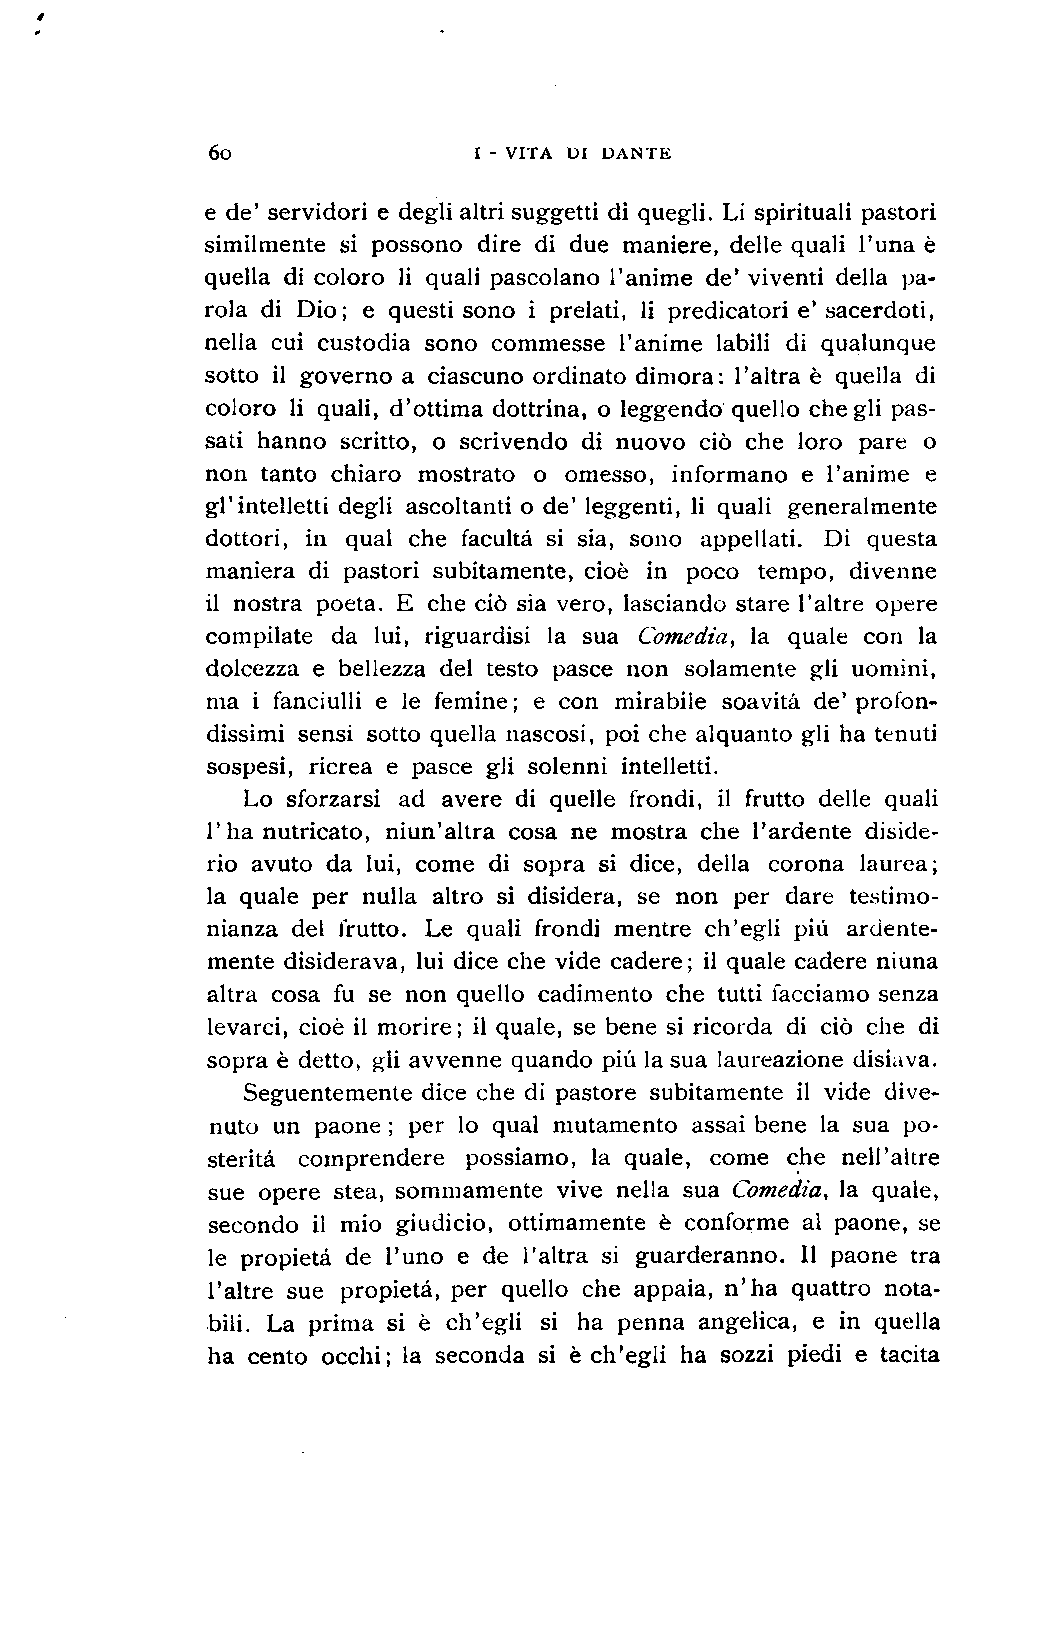 60 I - VITA DI DANTE
e de' servidori e degli altri suggetti di quegli. Li spirituali pastori
similmente si possono dire di due maniere, delle quali l'una è
quella di coloro li quali pascolano l'anime de' viventi della pa-
rola di Dio; e questi sono i prelati, li predicatori e' sacerdoti,
nella cui custodia sono commesse l'anime labili di qualunque
sotto il governo a ciascuno ordinato dimora: l'altra è quella di
coloro li quali, d'ottima dottrina, o leggendo quello che gli pas-
sati hanno scritto, o scrivendo di nuovo ciò che loro pare o
non tanto chiaro mostrato o omesso, informano e l'anime e
gl'intelletti degli ascoltanti o de' leggenti, li quali generalmente
dottori, in qual che facultá si sia, sono appellati. Di questa
maniera di pastori subitamente, cioè in poco tempo, divenne
il nostra poeta. E che ciò sia vero, lasciando stare l'altre opere
compilate da lui, riguardisi la sua Comedia, la quale con la
dolcezza e bellezza del testo pasce non solamente gli uomini,
ma i fanciulli e le femine; e con mirabile soavitá de' profon-
dissimi sensi sotto quella nascosi, poi che alquanto gli ha tenuti
sospesi, ricrea e pasce gli solenni intelletti.
Lo sforzarsi ad avere di quelle frondi, il frutto delle quali
l'ha nutricato, niun'altra cosa ne mostra che l'ardente diside-
rio avuto da lui, come di sopra si dice, della corona laurea;
la quale per nulla altro si disidera, se non per dare testimo-
nianza del frutto. Le quali frondi mentre ch'egli piú ardente-
mente disiderava, lui dice che vide cadere; il quale cadere niuna
altra cosa fu se non quello cadimento che tutti facciamo senza
levarci, cioè il morire; il quale, se bene si ricorda di ciò che di
sopra è detto, gli avvenne quando piú la sua laureazione disiava.
Seguentemente dice che di pastore subitamente il vide dive-
nuto un paone; per lo qual mutamento assai bene la sua po-
steritá comprendere possiamo, la quale, come che nell'altre
sue opere stea, sommamente vive nella sua Comedia, la quale,
secondo il mio giudicio, ottimamente è conforme al paone, se
le propietá de l'uno e de l'altra si guarderanno. Il paone tra
l'altre sue propietá, per quello che appaia, n'ha quattro nota-
bili. La prima si è ch'egli si ha penna angelica, e in quella
ha cento occhi; la seconda si è ch'egli ha sozzi piedi e tacita